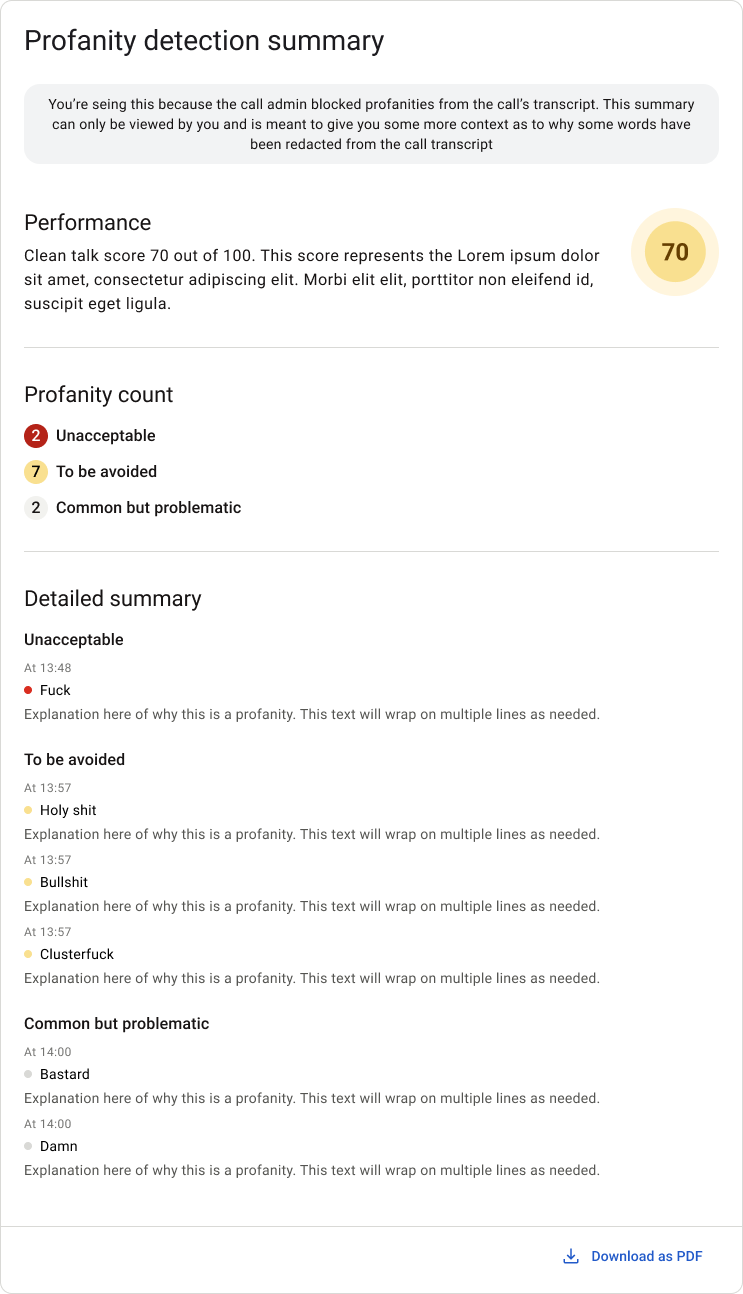 Profanity detection summary
You’re seing this because the call admin blocked profanities from the call’s transcript. This summary
can only be viewed by you and is meant to give you some more context as to why some words have
been redacted from the call transcript
Performance
Clean talk score 70 out of 100. This score represents the Lorem ipsum dolor
sit amet, consectetur adipiscing elit. Morbi elit elit, porttitor non eleifend id,
suscipit eget ligula.
70
Profanity count
2 Unacceptable
7 To be avoided
2 Common but problematic
Detailed summary
Unacceptable
At 13:48
Fuck
Explanation here of why this is a profanity. This text will wrap on multiple lines as needed.
To be avoided
At 13:57
Holy shit
Explanation here of why this is a profanity. This text will wrap on multiple lines as needed.
At 13:57
Bullshit
Explanation here of why this is a profanity. This text will wrap on multiple lines as needed.
At 13:57
Clusterfuck
Explanation here of why this is a profanity. This text will wrap on multiple lines as needed.
Common but problematic
At 14:00
Bastard
Explanation here of why this is a profanity. This text will wrap on multiple lines as needed.
At 14:00
Damn
Explanation here of why this is a profanity. This text will wrap on multiple lines as needed.
Download as PDF